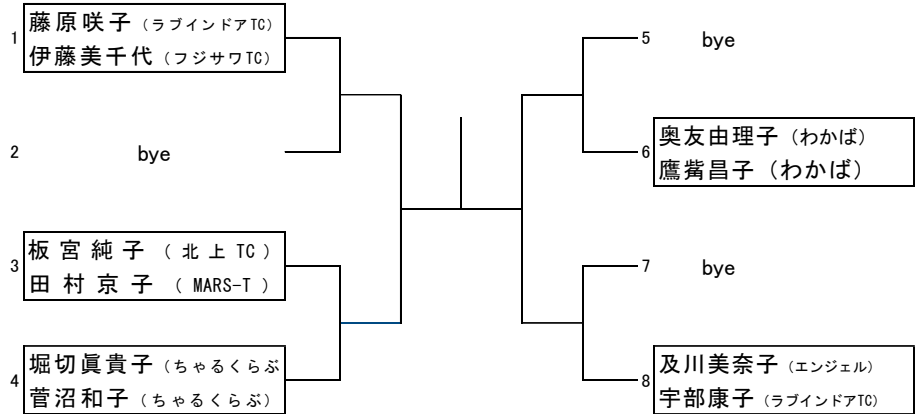 1 藤原咲子（ラブインドアTC）
伊藤美千代（フジサワTC）
2 bye
3 板宮純子（北上TC）
田村京子（MARS-T）
4 堀切眞貴子（ちゃるくらぶ
菅沼和子（ちゃるくらぶ）
5 bye
6 奥友由理子（わかば）
鷹觜昌子（わかば）
7 bye
8 及川美奈子（エンジェル）
宇部康子（ラブインドアTC）